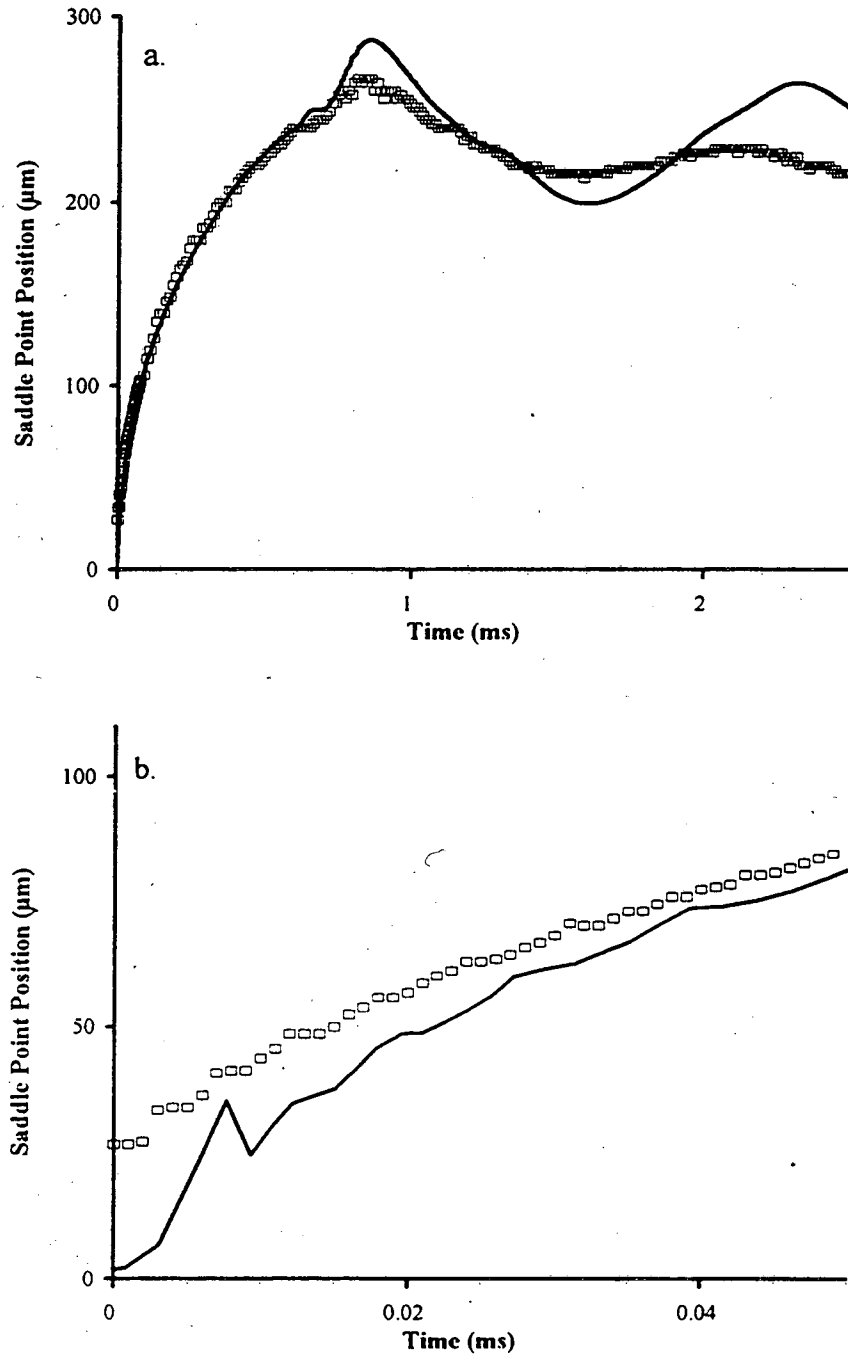 a.
300
200
100
0
Saddle Point Position (µm)
0
1
2
Time (ms)
b.
100
50
0
Saddle Point Position (µm)
0
0.02
0.04
Time (ms)